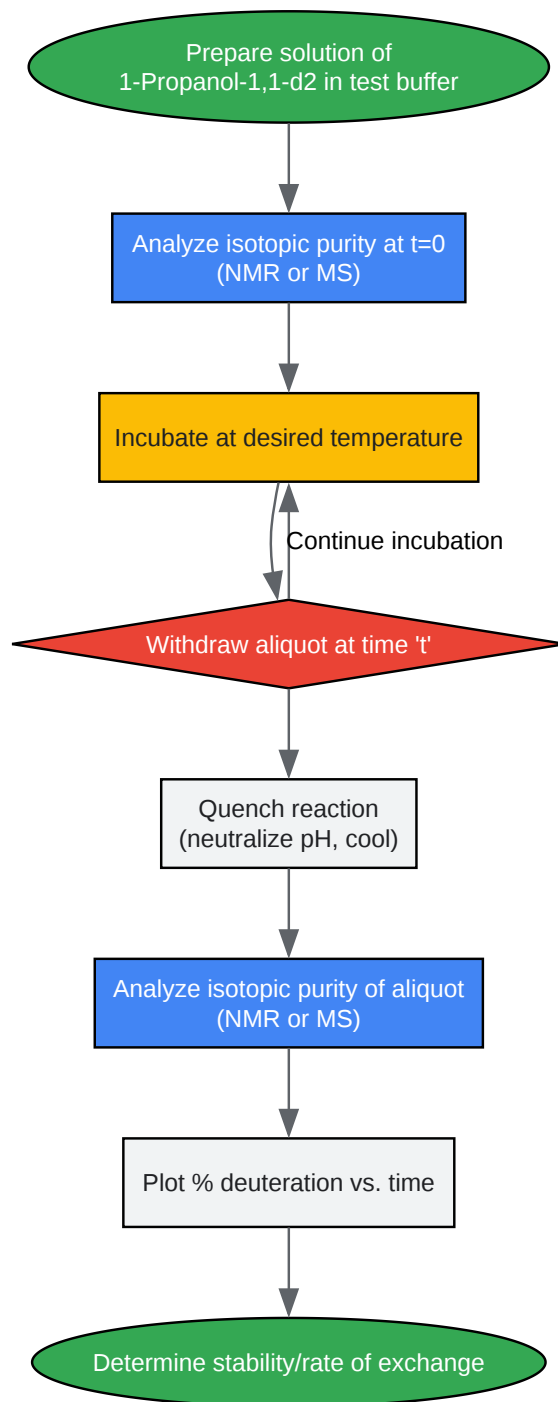 Prepare solution of
1-Propanol-1,1-d2 in test buffer
Analyze isotopic purity at t=0
(NMR or MS)
Incubate at desired temperature
Continue incubation
Withdraw aliquot at time 't'
Quench reaction
(neutralize pH, cool)
Analyze isotopic purity of aliquot
(NMR or MS)
Plot % deuteration vs. time
Determine stability/rate of exchange